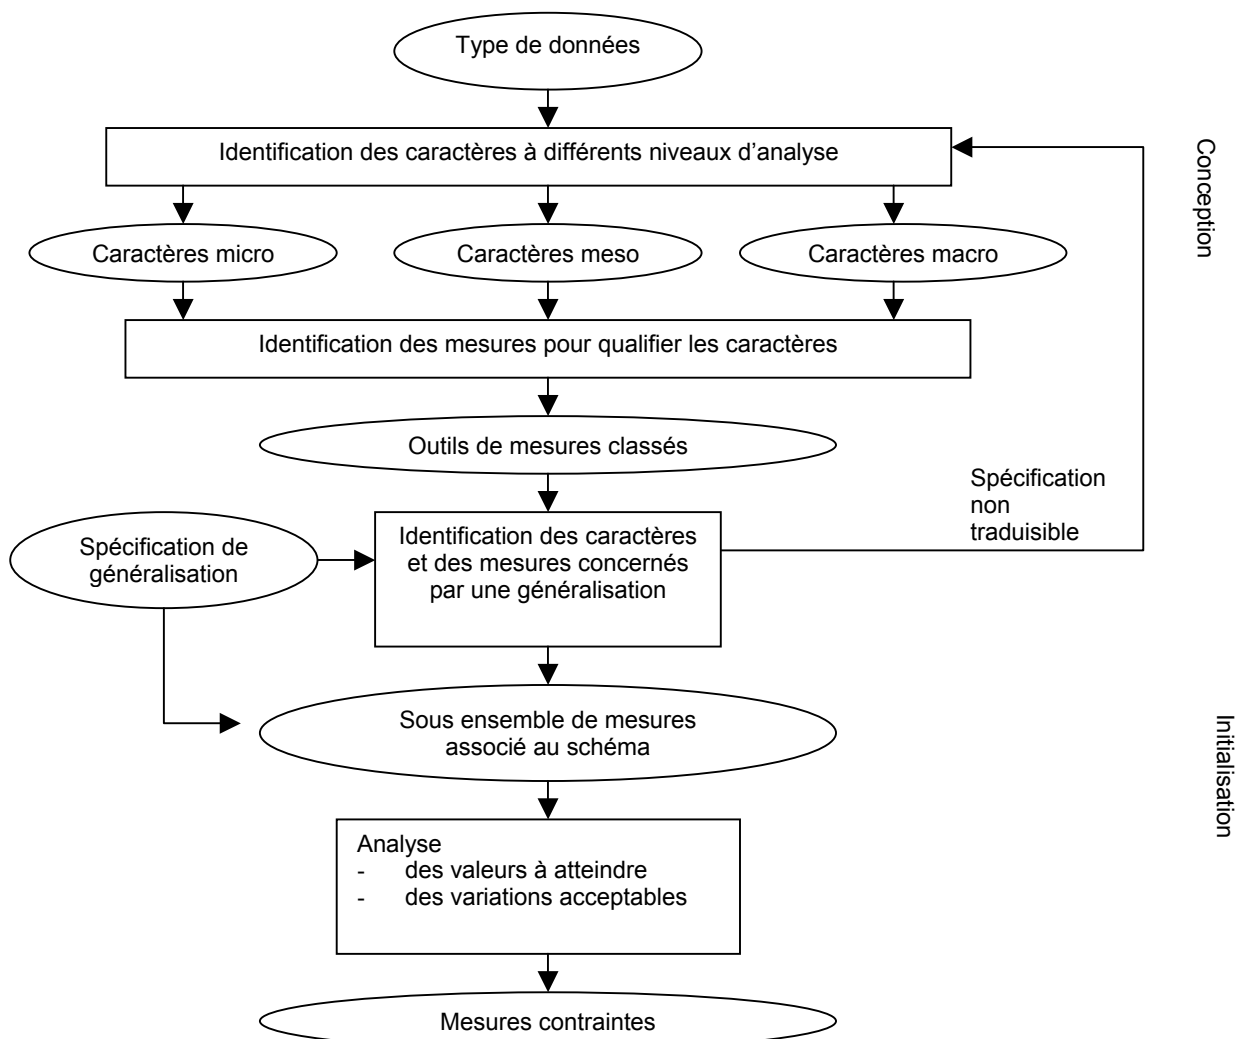 Type de données
Identification des caractères à différents niveaux d’analyse
Conception
Caractères micro
Caractères meso
Caractères macro
Identification des mesures pour qualifier les caractères
Outils de mesures classés
Spécification
non
traduisible
Spécification de
généralisation
Identification des caractères
et des mesures concernés
par une généralisation
Sous ensemble de mesures
associé au schéma
Initialisation
Analyse
- des valeurs à atteindre
- des variations acceptables
Mesures contraintes